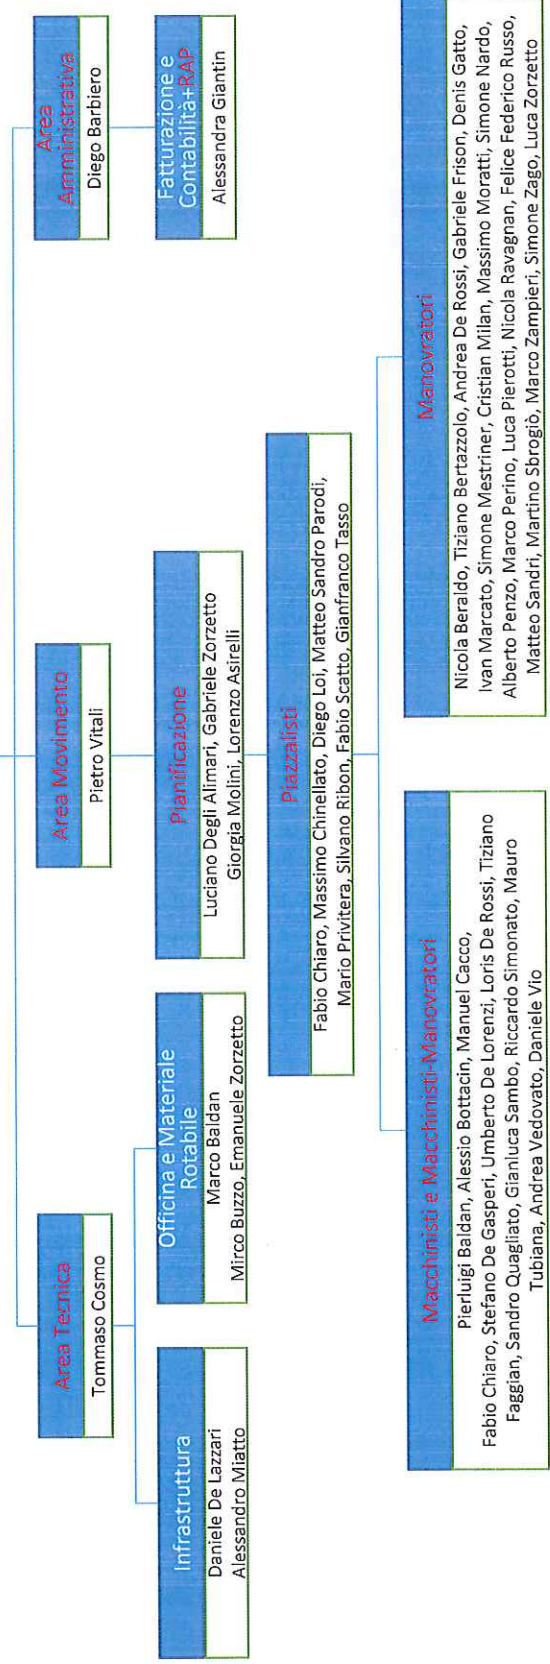 Area Tecnica
Tommaso Cosmo
Area Movimento
Pietro Vitali
Area
Amministrativa
Diego Barbiero
Infrastruttura
Daniele De Lazzari
Alessandro Miatto
Officina e Materiale
Rotabile
Marco Baldan
Mirco Buzzo, Emanuele Zorzetto
Pianificazione
Luciano Degli Alimari, Gabriele Zorzetto
Giorgia Molini, Lorenzo Asirelli
Fatturazione e
Contabilità+RAP
Alessandra Giantin
Piazzalisti
Fabio Chiaro, Massimo Chinellato, Diego Loi, Matteo Sandro Parodi,
Mario Privitera, Silvano Ribon, Fabio Scatto, Gianfranco Tasso
Macchinisti e Macchinisti-Manovratori
Pierluigi Baldan, Alessio Bottacin, Manuel Cacco,
Fabio Chiaro, Stefano De Gasperi, Umberto De Lorenzi, Loris De Rossi, Tiziano
Faggian, Sandro Quagliato, Gianluca Sambo, Riccardo Simonato, Mauro
Tubiana, Andrea Vedovato, Daniele Vio
Manovratori
Nicola Beraldo, Tiziano Bertazzolo, Andrea De Rossi, Gabriele Frison, Denis Gatto,
Ivan Marcato, Simone Mestriner, Cristian Milan, Massimo Moratti, Simone Nardo,
Alberto Penzo, Marco Perino, Luca Pierotti, Nicola Ravagnan, Felice Federico Russo,
Matteo Sandri, Martino Sbrogiò, Marco Zampieri, Simone Zago, Luca Zorzetto